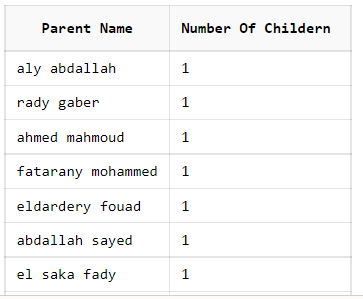 Parent Name Number Of Childern
aly abdallah 1
rady gaber 1
ahmed mahmoud 1
fatarany mohammed 1
eldardery fouad 1
abdallah sayed 1
el saka fady 1